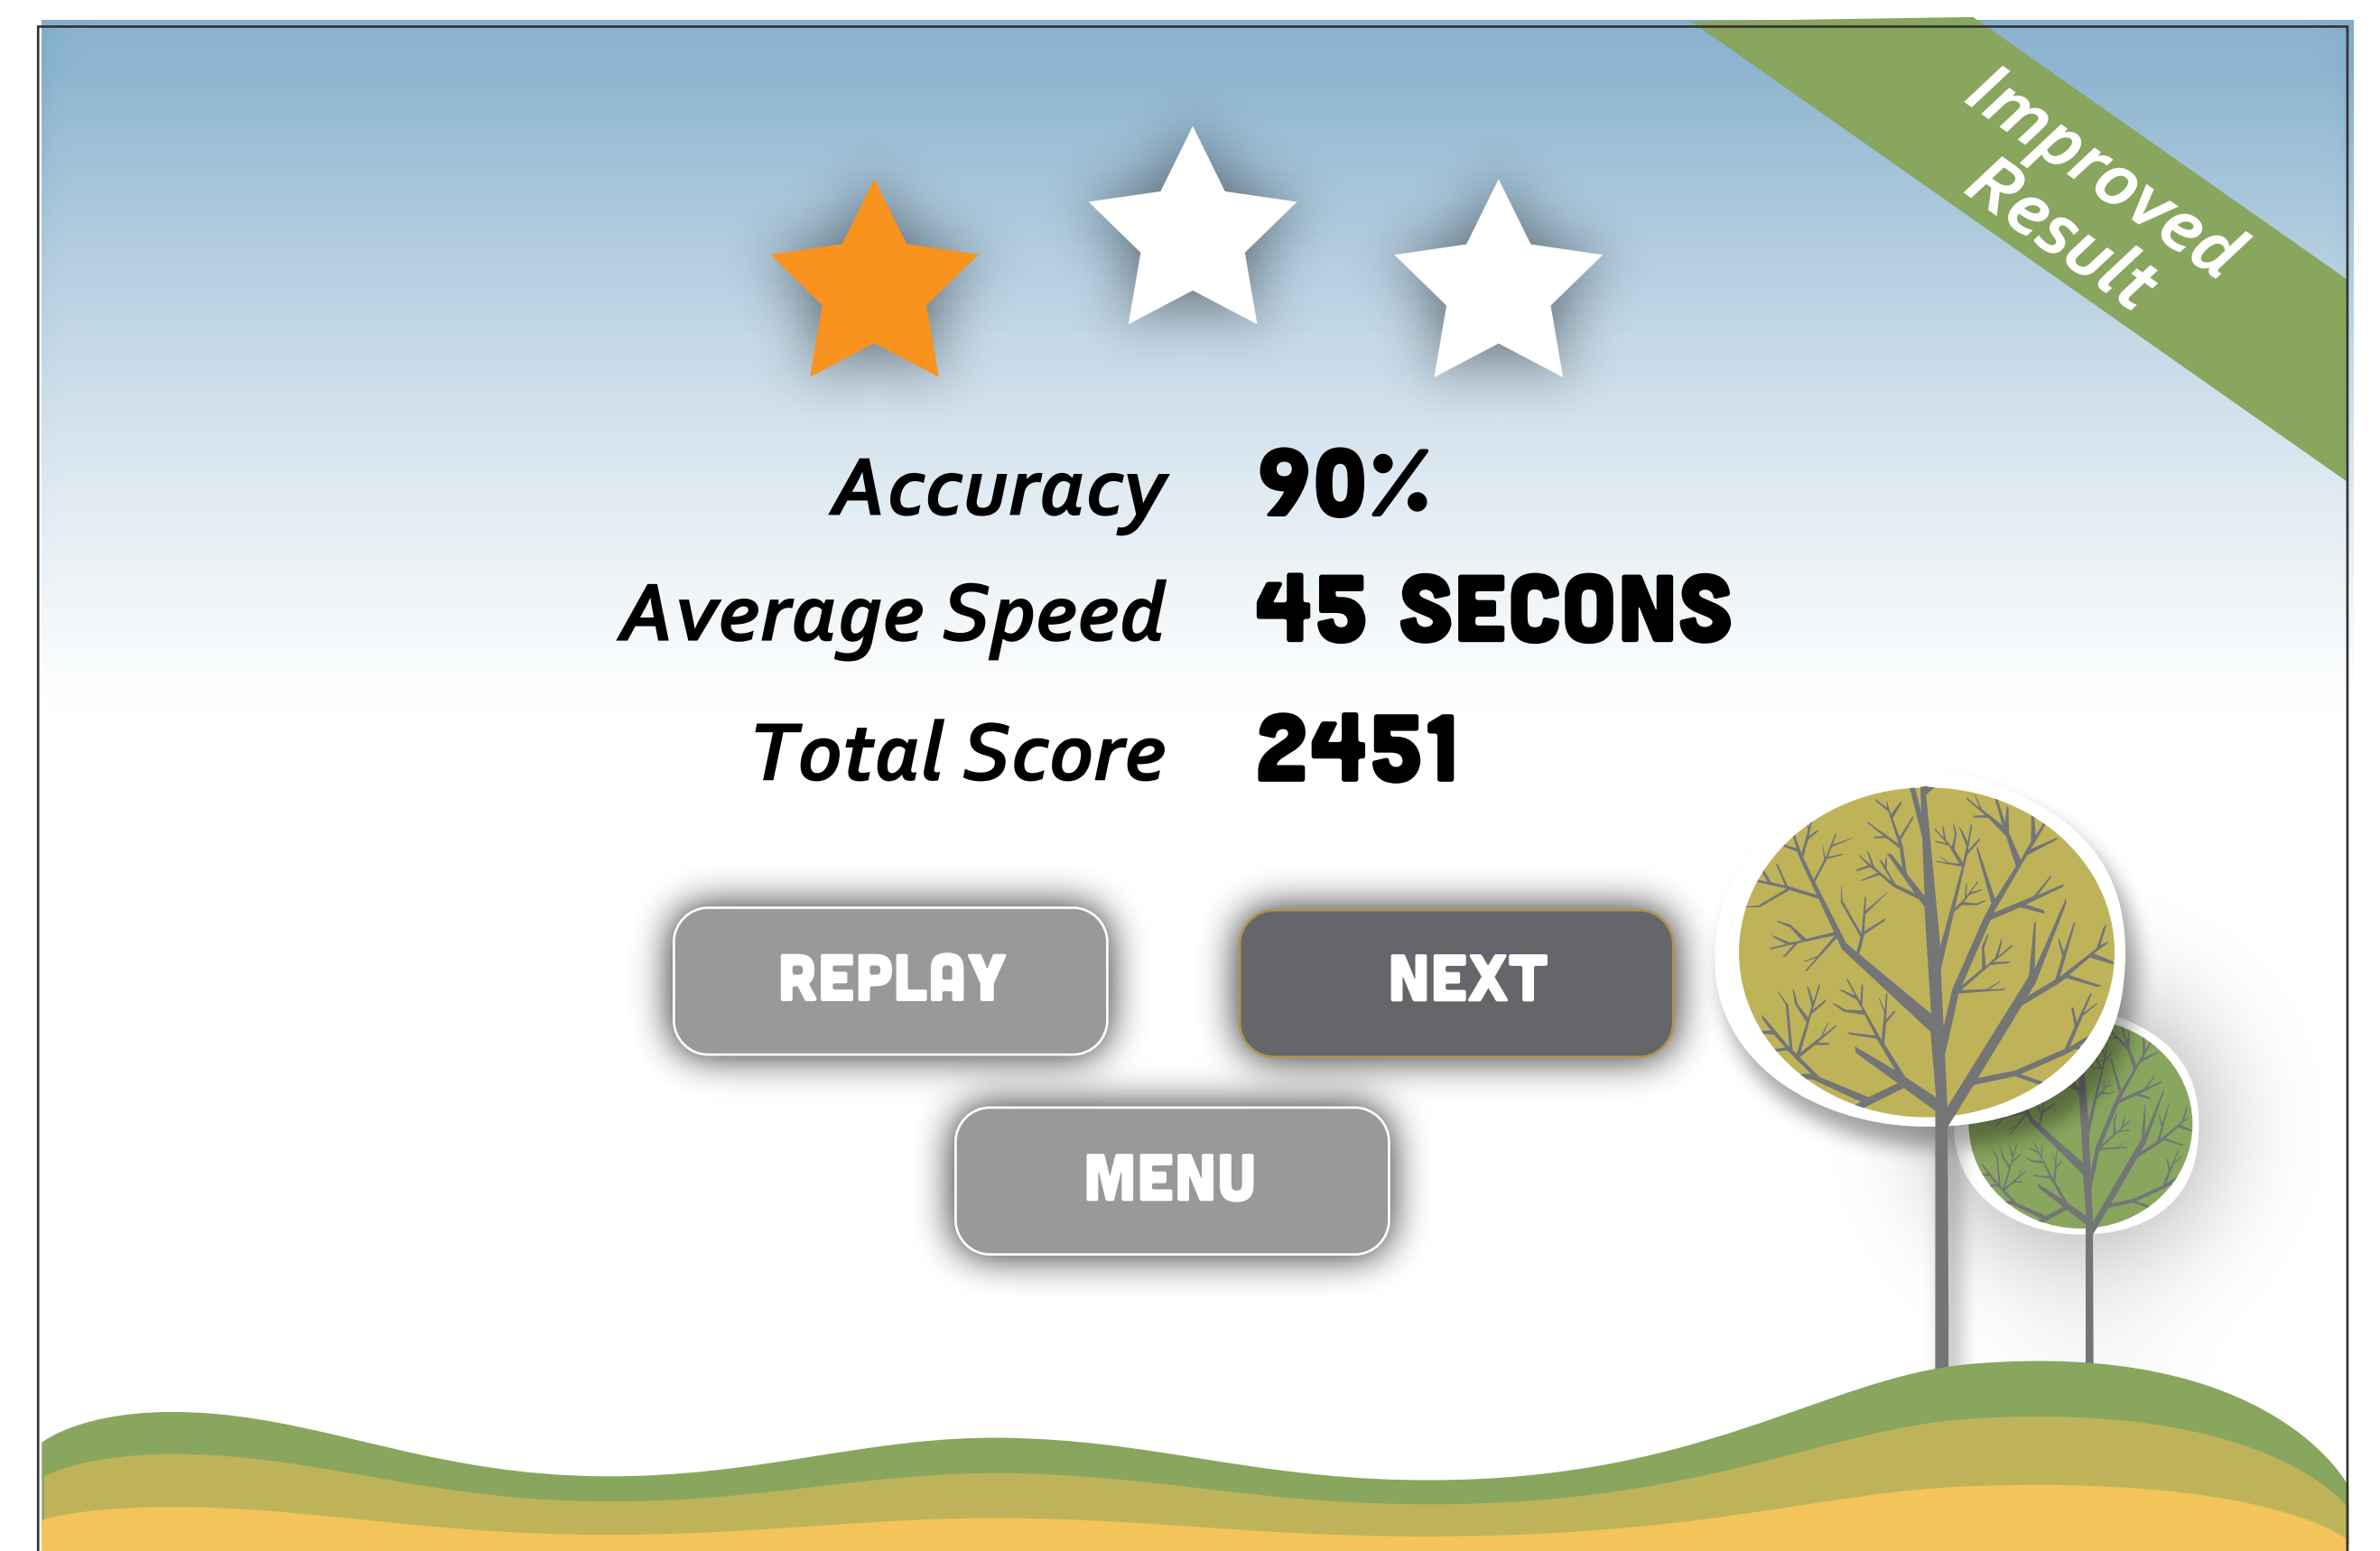 Improved
Result
Accuracy 90%
Average Speed 45 SECONS
Total Score 2451
REPLAY NEXT
MENU